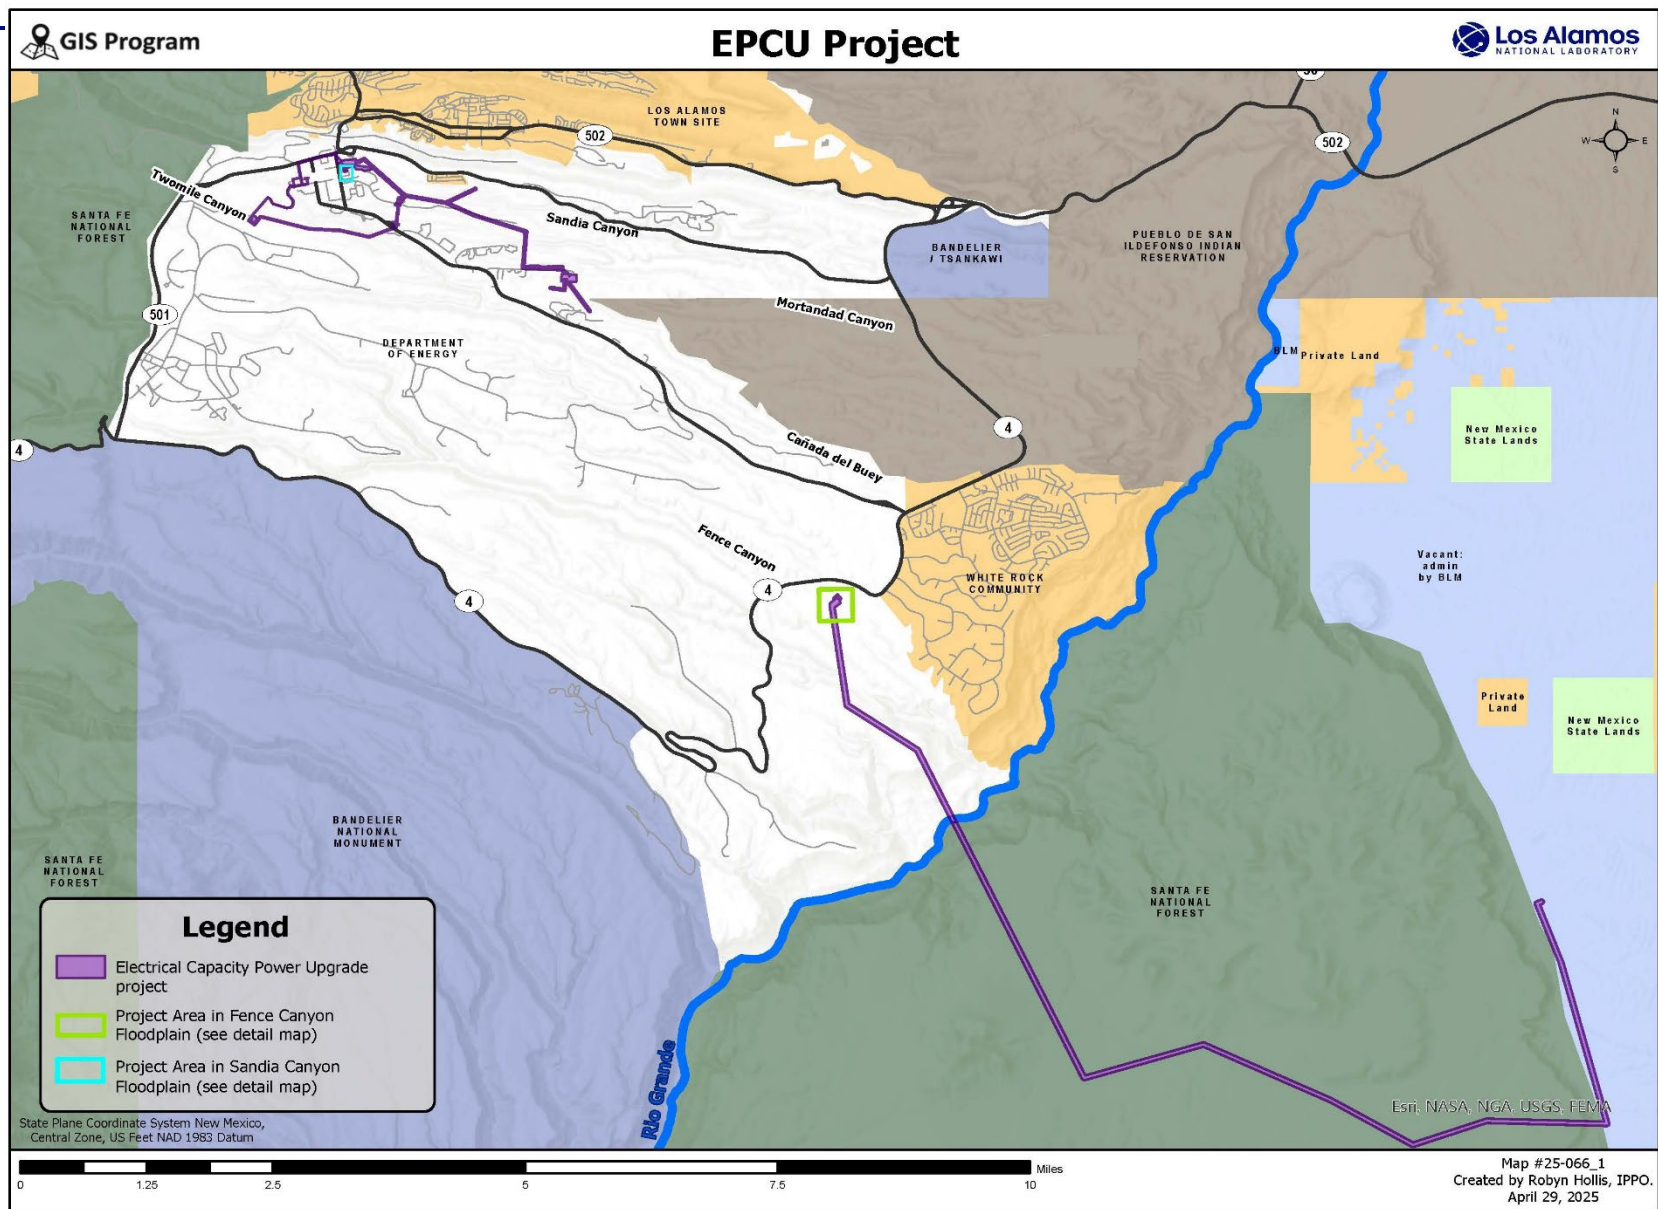 GIS Program
EPCU Project
Los Alamos
NATIONAL LABORATORY
LOS ALAMOS
TOWN SITE
502
502
N
W
E
S
Twomile Canyon
SANTA FE
NATIONAL
FOREST
Sandia Canyon
BANDELIER
/ TSANKAWI
PUEBLO DE SAN
ILDEFONSO INDIAN
RESERVATION
501
Mortandad Canyon
DEPARTMENT
OF ENERGY
BLM
Private Land
4
4
New Mexico
State Lands
Cañada del Buey
Fence Canyon
Vacant:
admin
by BLM
4
4
WHITE ROCK
COMMUNITY
Private
Land
New Mexico
State Lands
BANDELIER
NATIONAL
MONUMENT
SANTA FE
NATIONAL
FOREST
SANTA FE
NATIONAL
FOREST
Legend
Electrical Capacity Power Upgrade
project
Project Area in Fence Canyon
Floodplain (see detail map)
Project Area in Sandia Canyon
Floodplain (see detail map)
Rio Grande
Esri, NASA, NGA, USGS, FEMA
State Plane Coordinate System New Mexico,
Central Zone, US Feet NAD 1983 Datum
0
1.25
2.5
5
7.5
10
Miles
Map #25-066_1
Created by Robyn Hollis, IPPO.
April 29, 2025